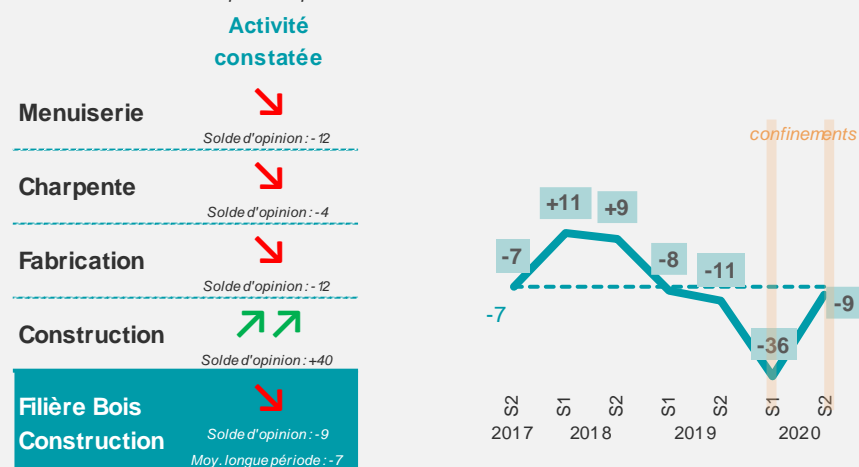 Activité
constatée
Menuiserie
Solde d'opinion : -12
Charpente
Solde d'opinion : -4
Fabrication
Solde d'opinion : -12
Construction
Solde d'opinion : +40
Filière Bois
Construction
Solde d'opinion : -9
Moy. longue période : -7
confinements
+11
+9
-7
-8
-11
-7
-9
-36
S2 S1 S2 S1 S2 S1 S2
2017 2018 2019 2020